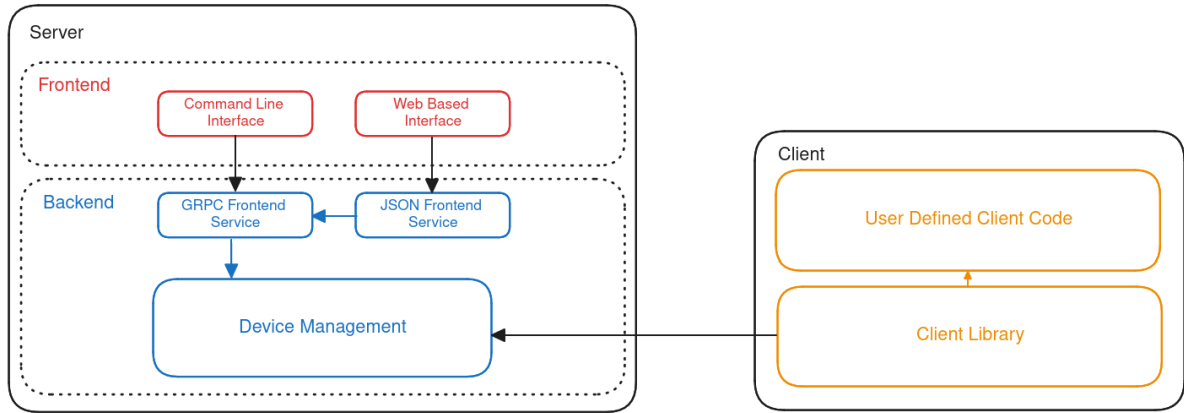 Server
Frontend
Command Line
Interface
Web Based
Interface
Backend
GRPC Frontend
Service
JSON Frontend
Service
Device Management
Client
User Defined Client Code
Client Library